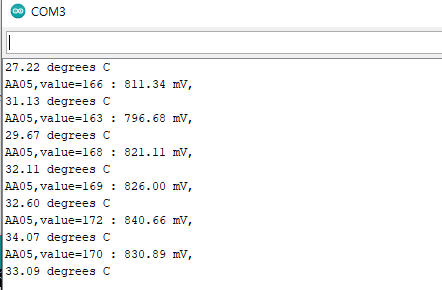 COM3
27.22 degrees C
AA05,value=166 : 811.34 mV,
31.13 degrees C
AA05,value=163 : 796.68 mV,
29.67 degrees C
AA05,value=168 : 821.11 mV,
32.11 degrees C
AA05,value=169 : 826.00 mV,
32.60 degrees C
AA05,value=172 : 840.66 mV,
34.07 degrees C
AA05,value=170 : 830.89 mV,
33.09 degrees C